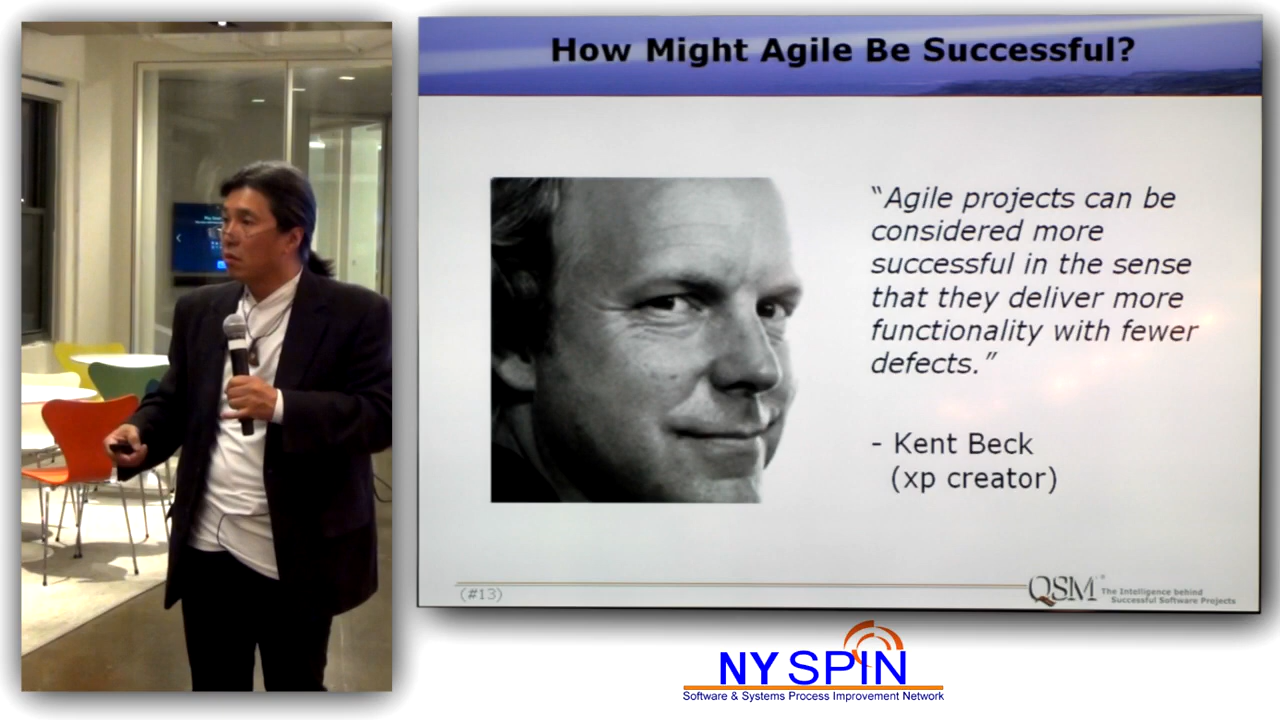 How Might Agile Be Successful?
“Agile projects can be
considered more
successful in the sense
that they deliver more
functionality with fewer
defects.”
- Kent Beck
(xp creator)
(#13)
QSM®
The Intelligence behind
Successful Software Projects
NY SPIN
Software & Systems Process Improvement Network